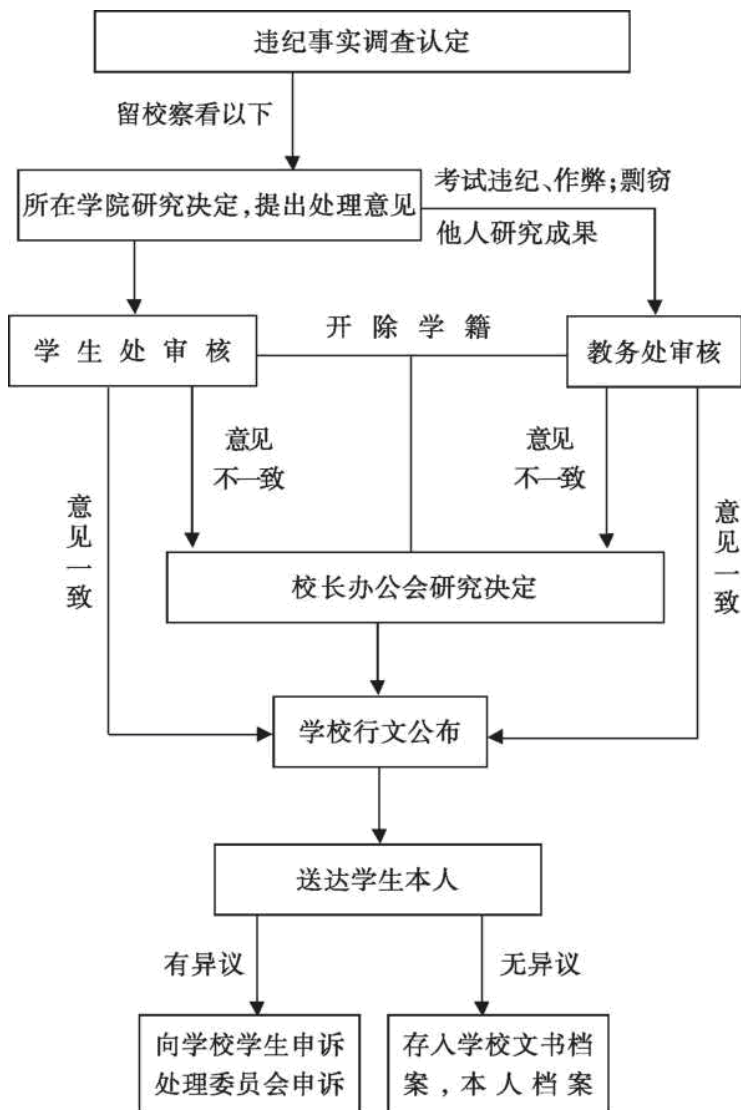 违纪事实调查认定
留校察看以下
所在学院研究决定,提出处理意见
考试违纪、作弊;剽窃
他人研究成果
学生处审核
开除学籍
教务处审核
意见
不一致
意见
不一致
意见一致
意见一致
校长办公会研究决定
学校行文公布
送达学生本人
有异议
无异议
向学校学生申诉
处理委员会申诉
存入学校文书档
案,本人档案